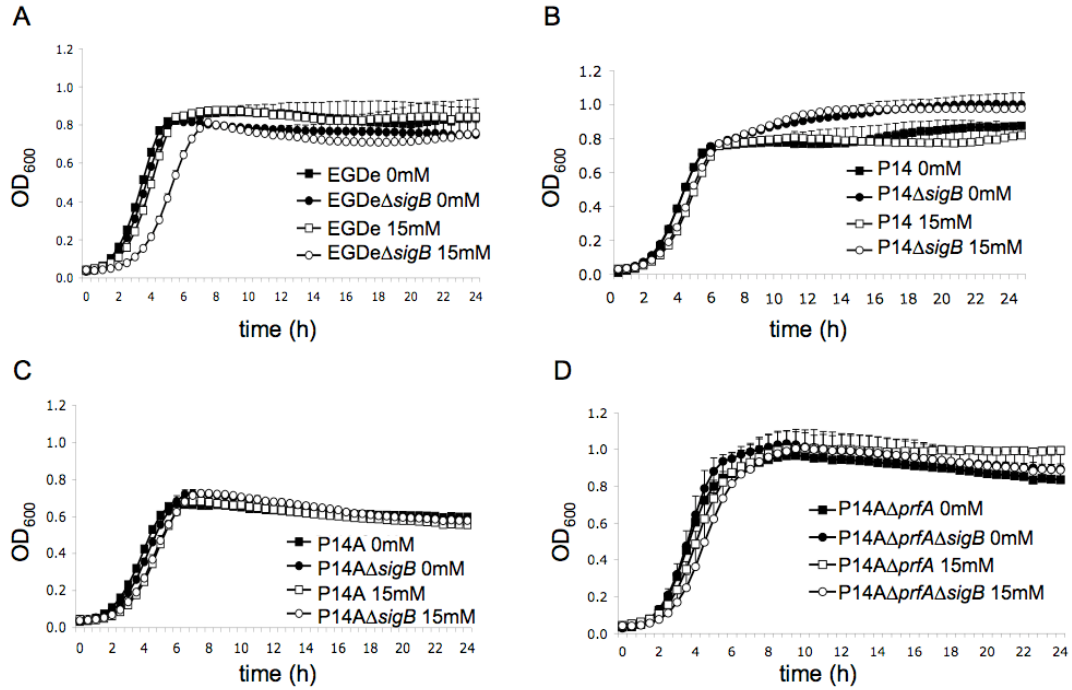 A
1.2
1.0
0.8
0.6
0.4
0.2
0.0
OD600
EGDe 0mM
EGDeΔsigB 0mM
EGDe 15mM
EGDeΔsigB 15mM
0 2 4 6 8 10 12 14 16 18 20 22 24
time (h)
B
1.2
1.0
0.8
0.6
0.4
0.2
0.0
OD600
P14 0mM
P14ΔsigB 0mM
P14 15mM
P14ΔsigB 15mM
0 2 4 6 8 10 12 14 16 18 20 22 24
time (h)
C
1.2
1.0
0.8
0.6
0.4
0.2
0.0
OD600
P14A 0mM
P14AΔsigB 0mM
P14A 15mM
P14AΔsigB 15mM
0 2 4 6 8 10 12 14 16 18 20 22 24
time (h)
D
1.2
1.0
0.8
0.6
0.4
0.2
0.0
OD600
P14AΔprfA 0mM
P14AΔprfAΔsigB 0mM
P14AΔprfA 15mM
P14AΔprfAΔsigB 15mM
0 2 4 6 8 10 12 14 16 18 20 22 24
time (h)